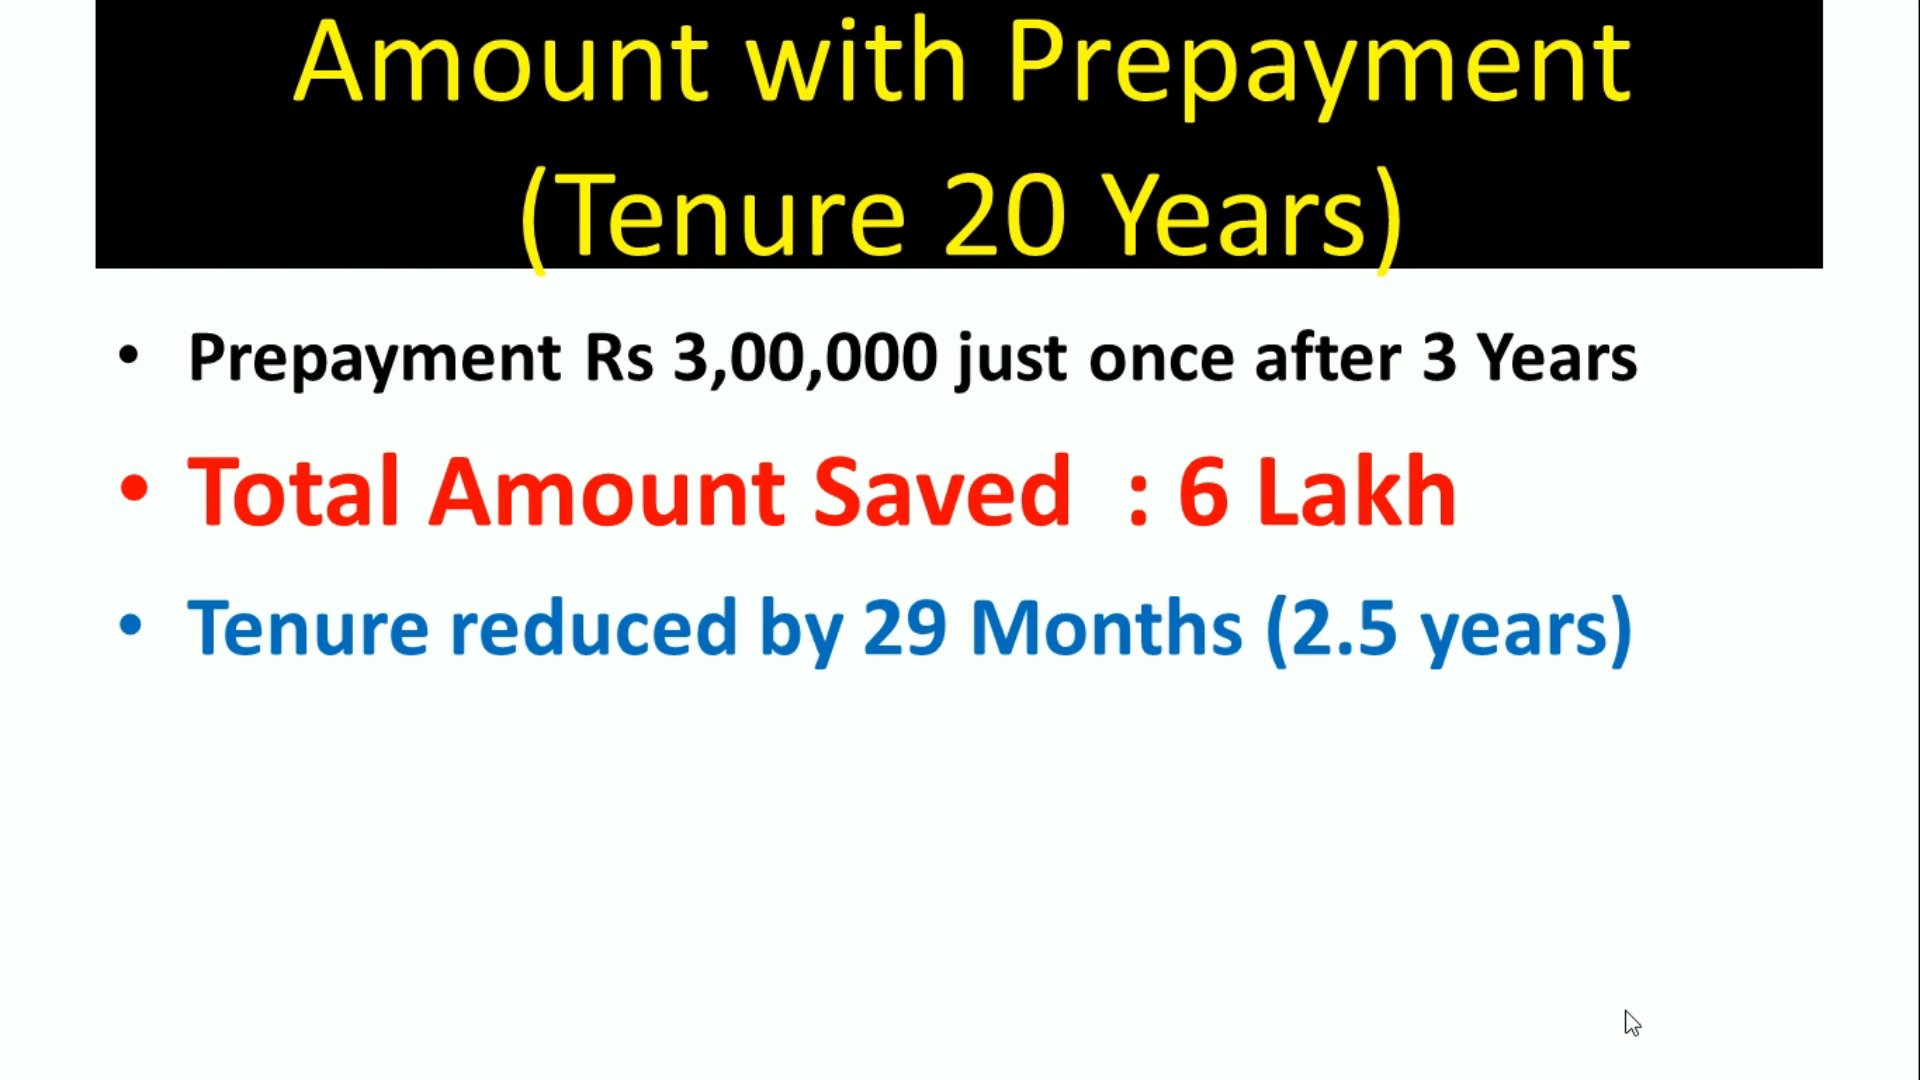 Amount with Prepayment
(Tenure 20 Years)
• Prepayment Rs 3,00,000 just once after 3 Years
• Total Amount Saved : 6 Lakh
• Tenure reduced by 29 Months (2.5 years)